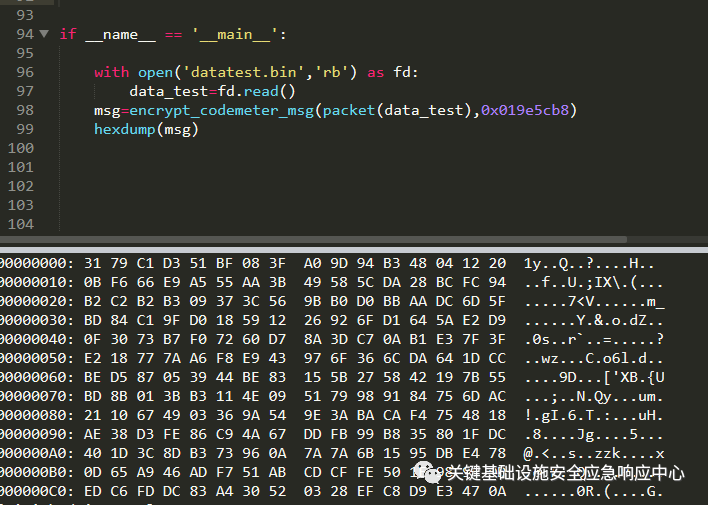 93
94 if __name__ == '__main__':
95
96 with open('datatest.bin','rb') as fd:
97 data_test=fd.read()
98 msg=encrypt_codemeter_msg(packet(data_test),0x019e5cb8)
99 hexdump(msg)
100
101
102
103
104
00000000: 31 79 C1 D3 51 BF 08 3F A0 9D 94 B3 48 04 12 20 1y..Q..?....H..
00000010: 0B F6 66 E9 A5 55 AA 3B 49 58 5C DA 28 BC FC 94 ..f..U.;IX\.(...
00000020: B2 C2 B2 B3 09 37 3C 56 9B B0 D0 BB AA DC 6D 5F .....7<V......m_
00000030: BD 84 C1 9F D0 18 59 12 26 92 6F D1 64 5A E2 D9 ......Y.&.o.dZ..
00000040: 0F 30 73 B7 F0 72 60 D7 8A 3D C7 0A B1 E3 7F 3F .0s..r`..=.....?
00000050: E2 18 77 7A A6 F8 E9 43 97 6F 36 6C DA 64 1D CC ..wz...C.o6l.d..
00000060: BE D5 87 05 39 44 BE 83 15 5B 27 58 42 19 7B 55 ....9D...['XB.{U
00000070: BD 8B 01 3B B3 11 4E 09 51 79 98 91 84 75 6D AC ...;..N.Qy...um.
00000080: 21 10 67 49 03 36 9A 54 9E 3A BA CA F4 75 48 18 !.gI.6.T.:...uH.
00000090: AE 38 D3 FE 86 C9 4A 67 DD FB 99 B8 35 80 1F DC .8....Jg....5...
000000A0: 40 1D 3C 8D B3 73 96 0A 7A 7A 6B 15 95 DB E4 78 @.<..s..zzk....x
000000B0: 0D 65 A9 46 AD F7 51 AB CD CF FE 50
000000C0: ED C6 FD DC 83 A4 30 52 03 28 EF C8 D9 E3 47 0A ......0R.(....G.
关键基础设施安全应急响应中心